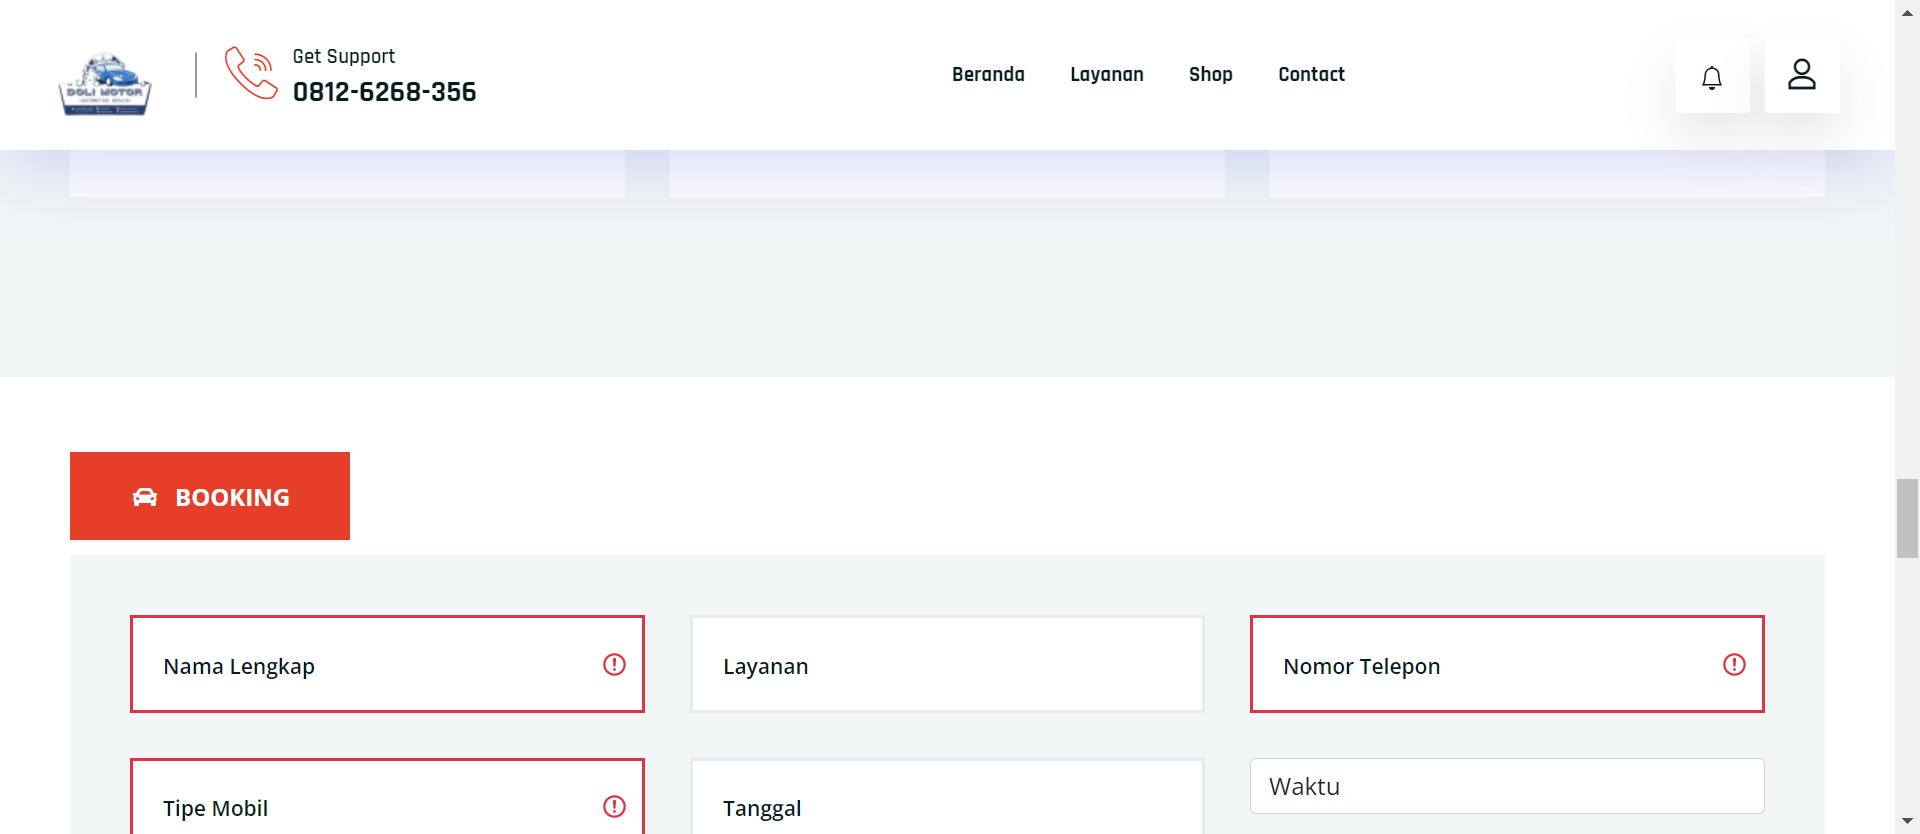 DOLI MOTOR
Get Support
0812-6268-356
Beranda
Layanan
Shop
Contact
BOOKING
Nama Lengkap
Layanan
Nomor Telepon
Tipe Mobil
Tanggal
Waktu